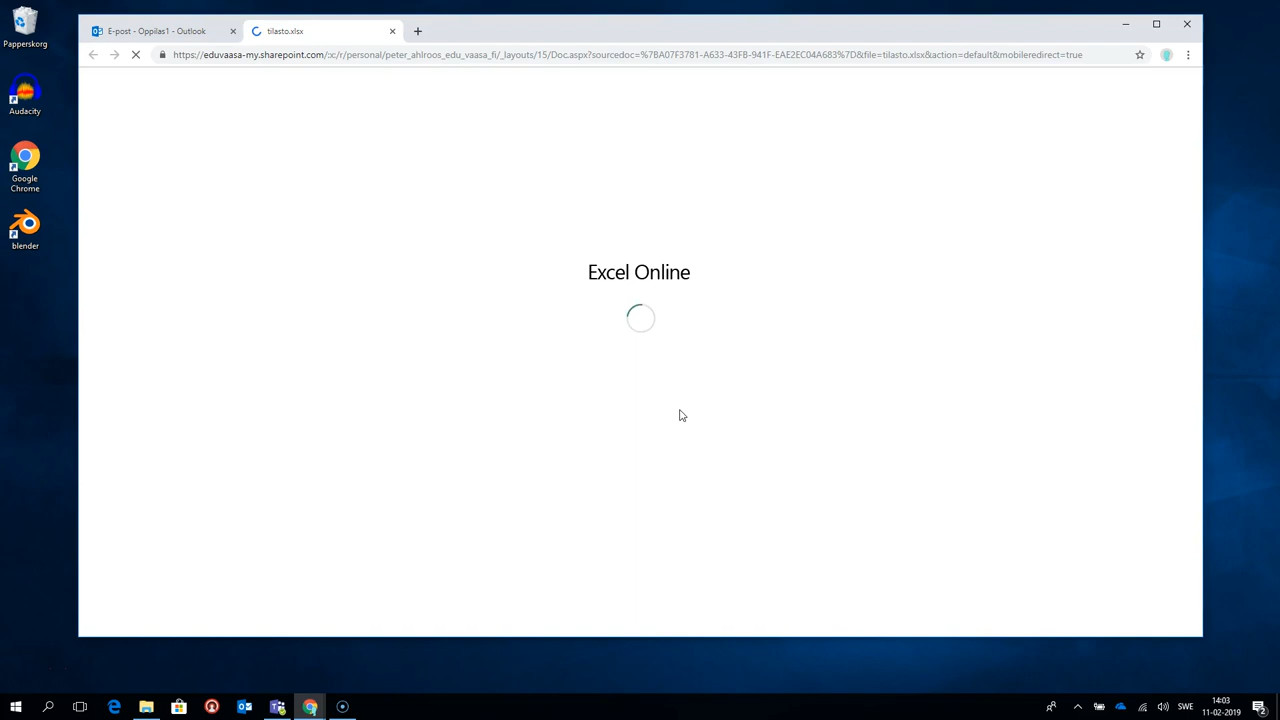 Papperskorg
Audacity
Google
Chrome
blender
E-post - Oppilas1 - Outlook
tilasto.xlsx
https://eduvaasa-my.sharepoint.com/:x:/r/personal/peter_ahlroos_edu_vaasa_fi/_layouts/15/Doc.aspx?sourcedoc=%7BA07F3781-A633-43FB-941F-EAE2EC04A683%7D&file=tilasto.xlsx&action=default&mobileredirect=true
Excel Online
SWE
14:03
11-02-2019
2